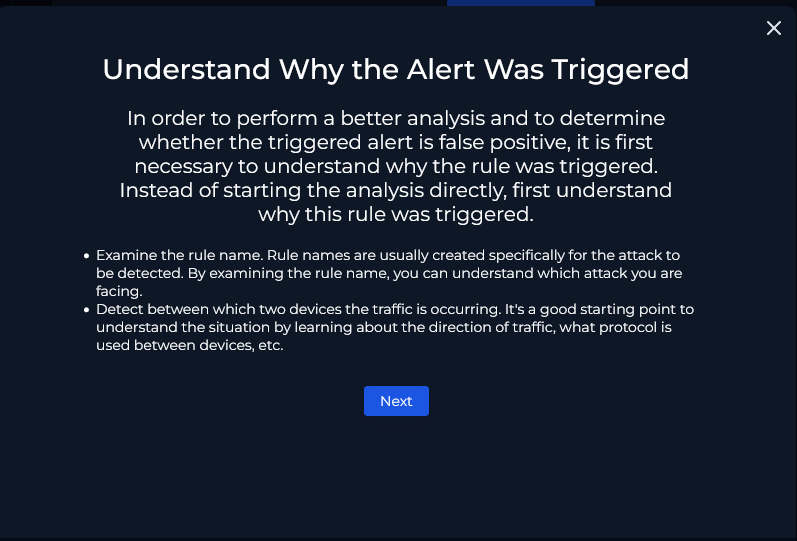 Understand Why the Alert Was Triggered
In order to perform a better analysis and to determine
whether the triggered alert is false positive, it is first
necessary to understand why the rule was triggered.
Instead of starting the analysis directly, first understand
why this rule was triggered.
• Examine the rule name. Rule names are usually created specifically for the attack to
be detected. By examining the rule name, you can understand which attack you are
facing.
• Detect between which two devices the traffic is occurring. It's a good starting point to
understand the situation by learning about the direction of traffic, what protocol is
used between devices, etc.
Next